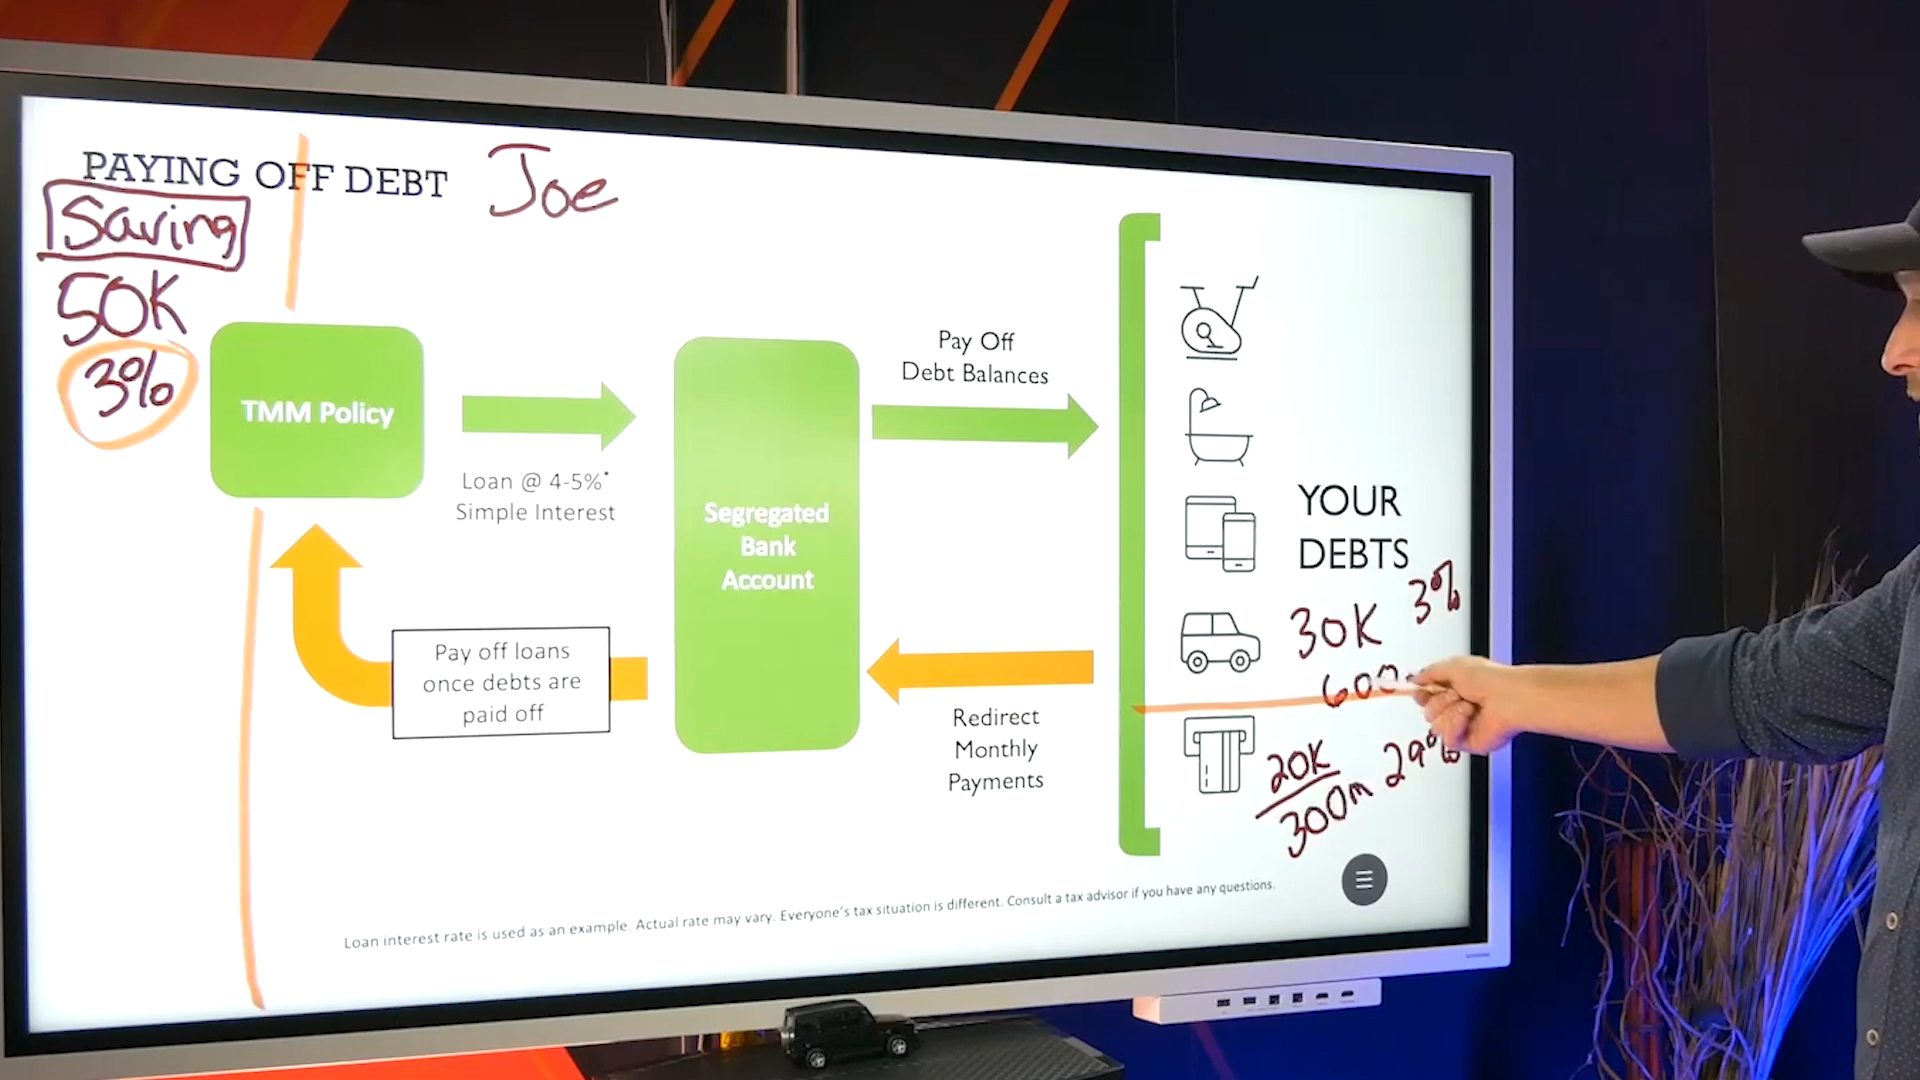 PAYING OFF DEBT
Joe
Saving
50K
3%
TMM Policy
Loan @ 4-5%*
Simple Interest
Segregated
Bank
Account
Pay Off
Debt Balances
Pay off loans
once debts are
paid off
Redirect
Monthly
Payments
YOUR
DEBTS
30K 3%
600
20K 29%
300m
Loan interest rate is used as an example. Actual rate may vary. Everyone's tax situation is different. Consult a tax advisor if you have any questions.